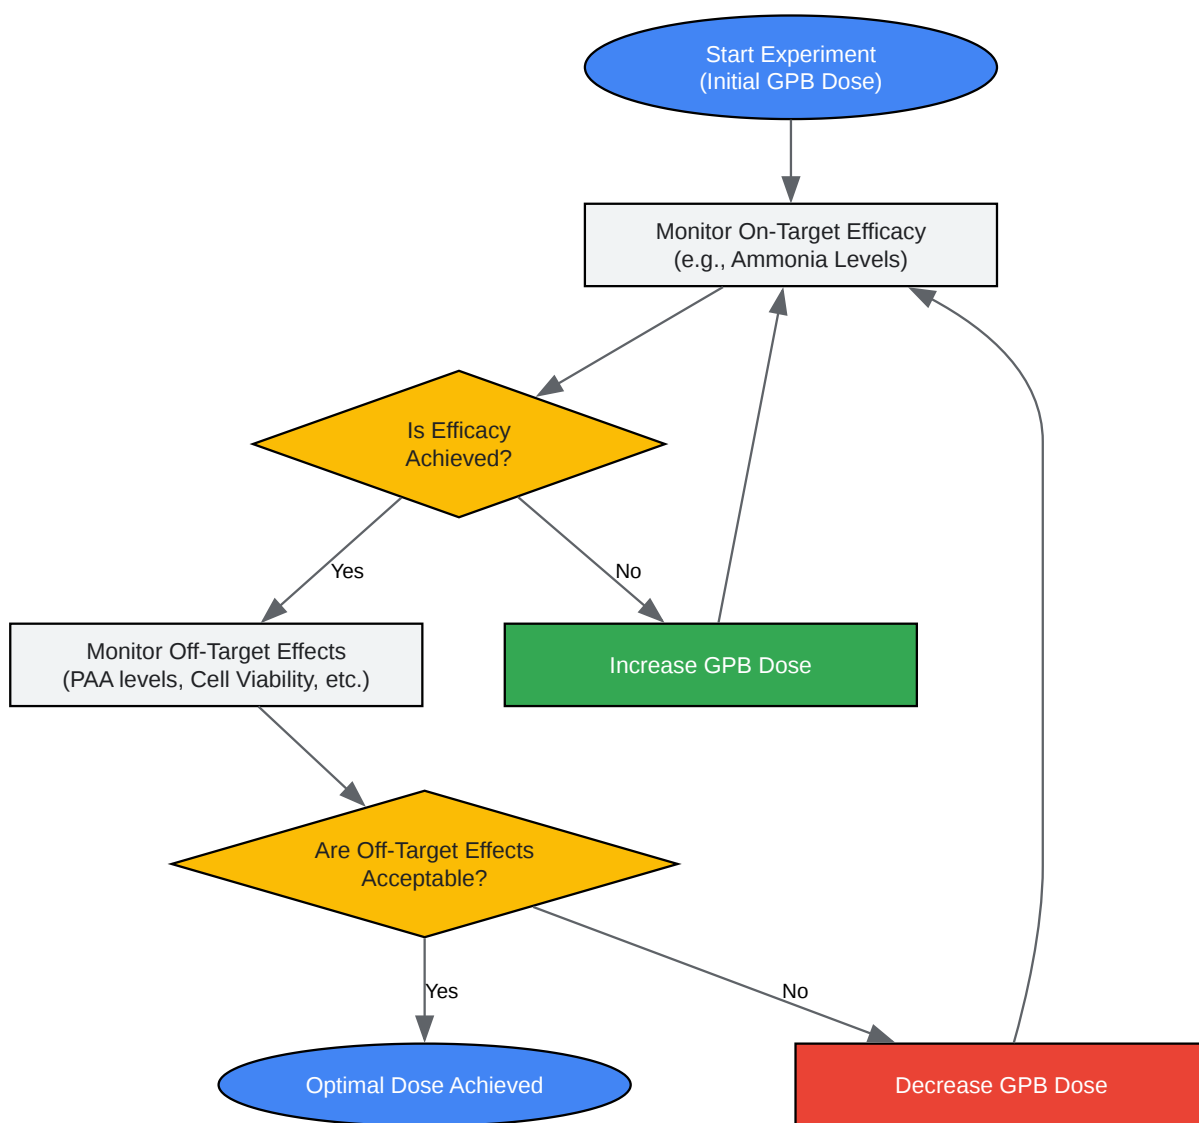 Start Experiment
(Initial GPB Dose)
Monitor On-Target Efficacy
(e.g., Ammonia Levels)
Is Efficacy
Achieved?
Yes
No
Monitor Off-Target Effects
(PAA levels, Cell Viability, etc.)
Increase GPB Dose
Are Off-Target Effects
Acceptable?
Yes
No
Optimal Dose Achieved
Decrease GPB Dose